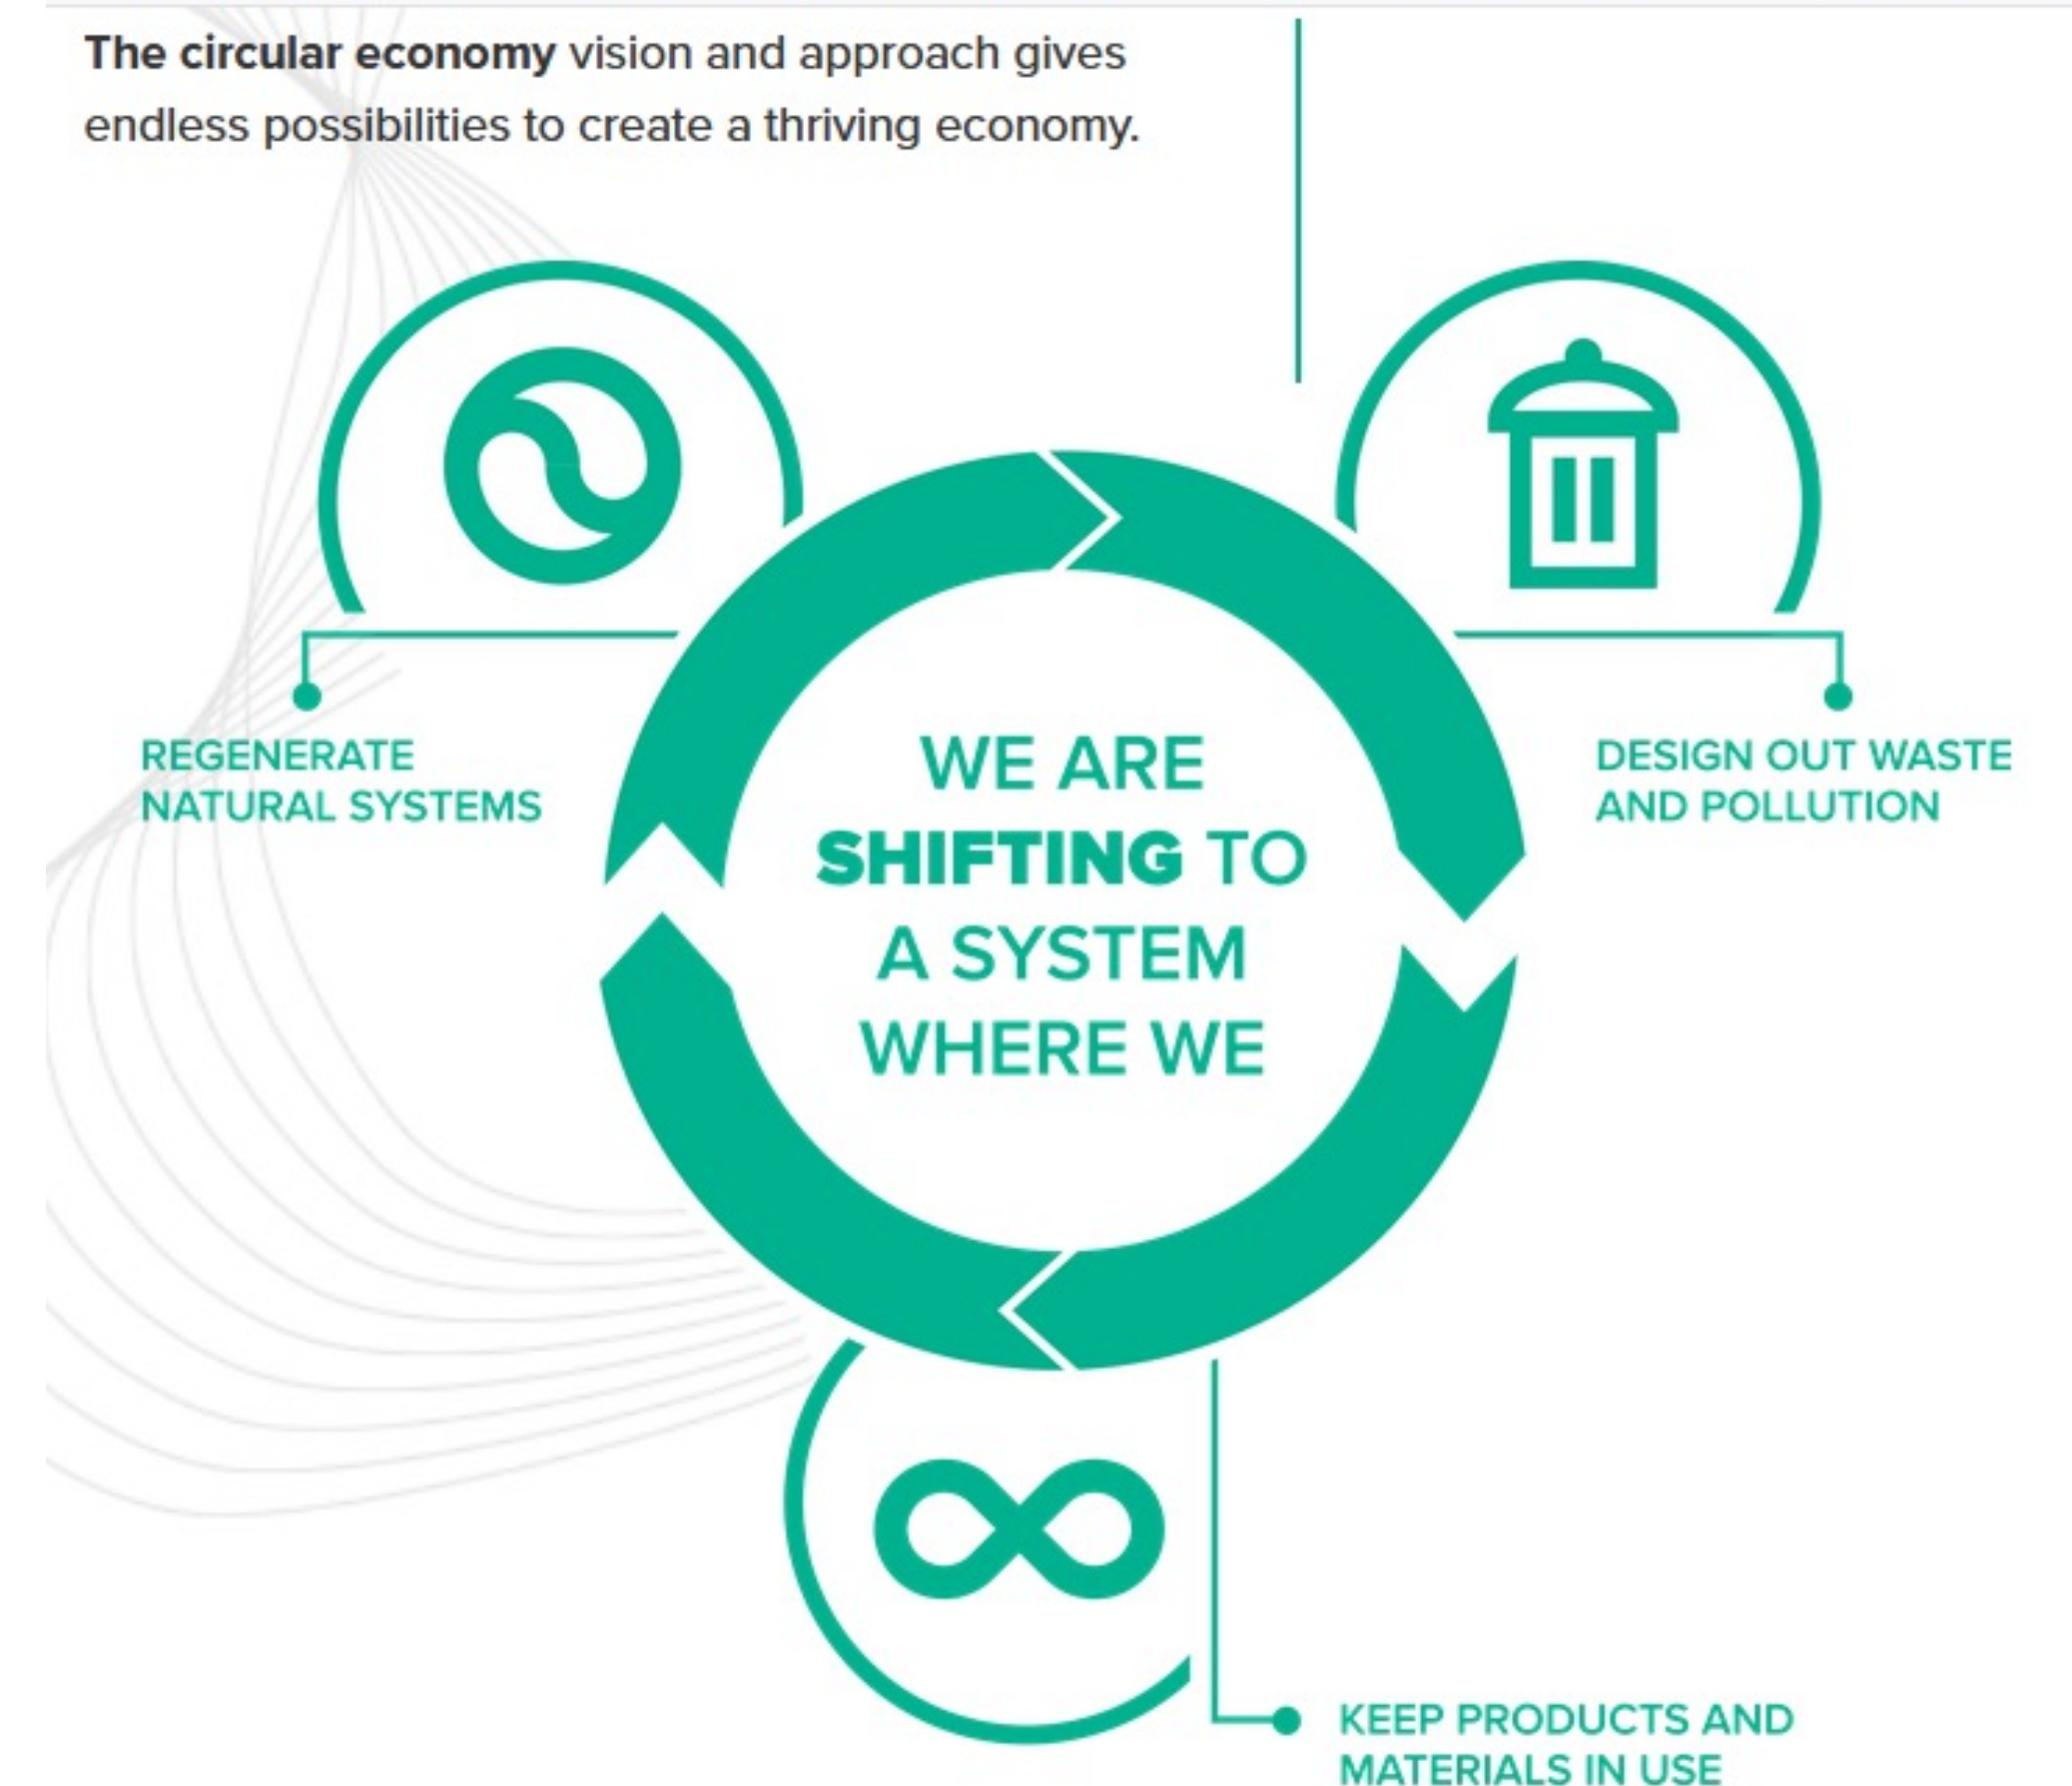 The circular economy vision and approach gives
endless possibilities to create a thriving economy.
REGENERATE
NATURAL SYSTEMS
WE ARE
SHIFTING TO
A SYSTEM
WHERE WE
DESIGN OUT WASTE
AND POLLUTION
KEEP PRODUCTS AND
MATERIALS IN USE